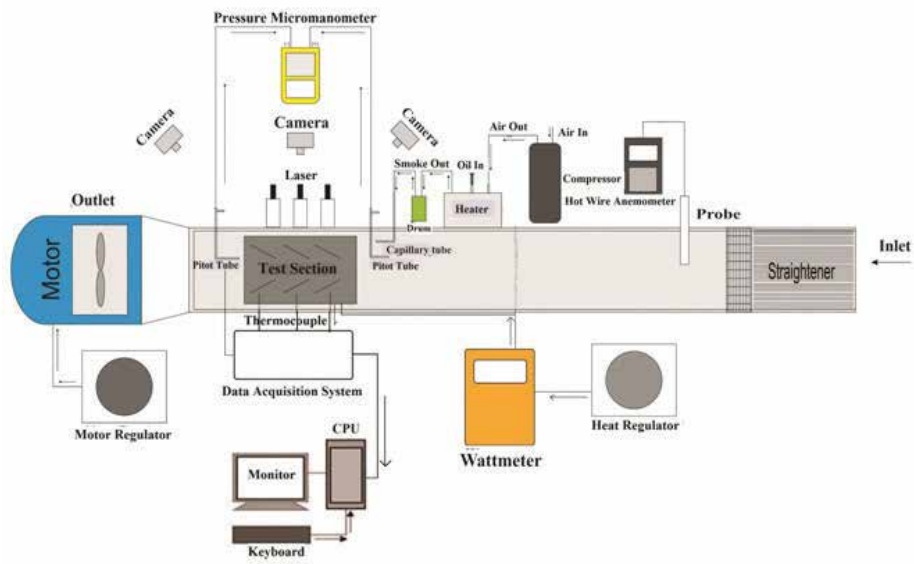 Pressure Micromanometer
Camera
Camera
Camera
Air Out
Air In
Smoke Out
Oil In
Laser
Compressor
Heater
Hot Wire Anemometer
Outlet
Drum
Probe
Motor
Pitot Tube
Test Section
Capillary tube
Pitot Tube
Inlet
Straightener
Thermocouple
Data Acquisition System
Motor Regulator
Heat Regulator
CPU
Wattmeter
Monitor
Keyboard